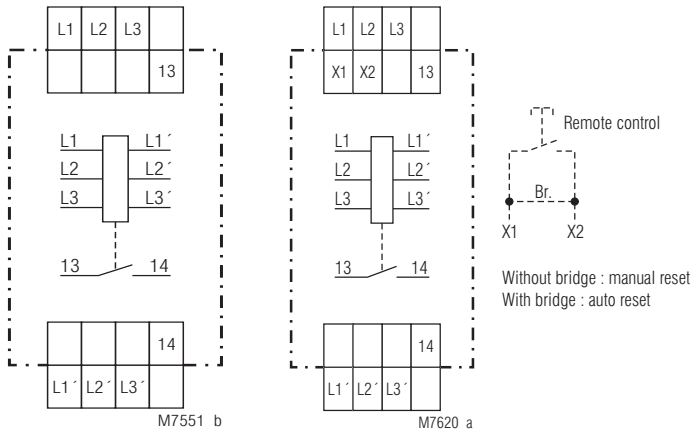 L1 L2 L3
13
L1 L1´
L2 L2´
L3 L3´
13 14
14
L1´ L2´ L3´
M7551 b
L1 L2 L3
X1 X2 13
L1 L1´
L2 L2´
L3 L3´
13 14
14
L1´ L2´ L3´
M7620 a
Remote control
Br.
X1 X2
Without bridge : manual reset
With bridge : auto reset